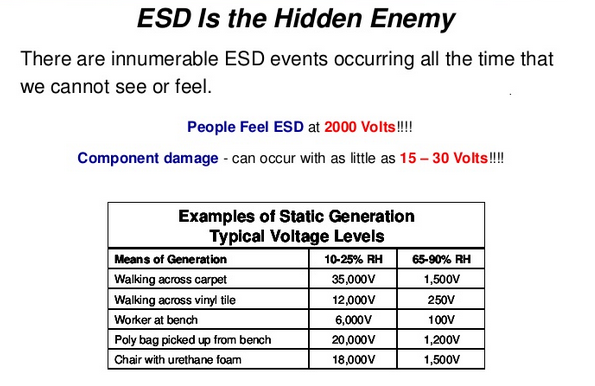 ESD Is the Hidden Enemy
There are innumerable ESD events occurring all the time that
we cannot see or feel.
People Feel ESD at 2000 Volts!!!!
Component damage - can occur with as little as 15 – 30 Volts!!!!
Examples of Static Generation
Typical Voltage Levels
Means of Generation 10-25% RH 65-90% RH
Walking across carpet 35,000V 1,500V
Walking across vinyl tile 12,000V 250V
Worker at bench 6,000V 100V
Poly bag picked up from bench 20,000V 1,200V
Chair with urethane foam 18,000V 1,500V